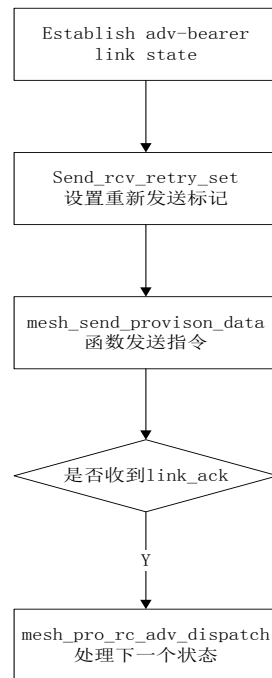 Establish adv-bearer
link state
Send_rcv_retry_set
设置重新发送标记
mesh_send_provison_data
函数发送指令
是否收到link_ack
Y
mesh_pro_rc_adv_dispatch
处理下一个状态